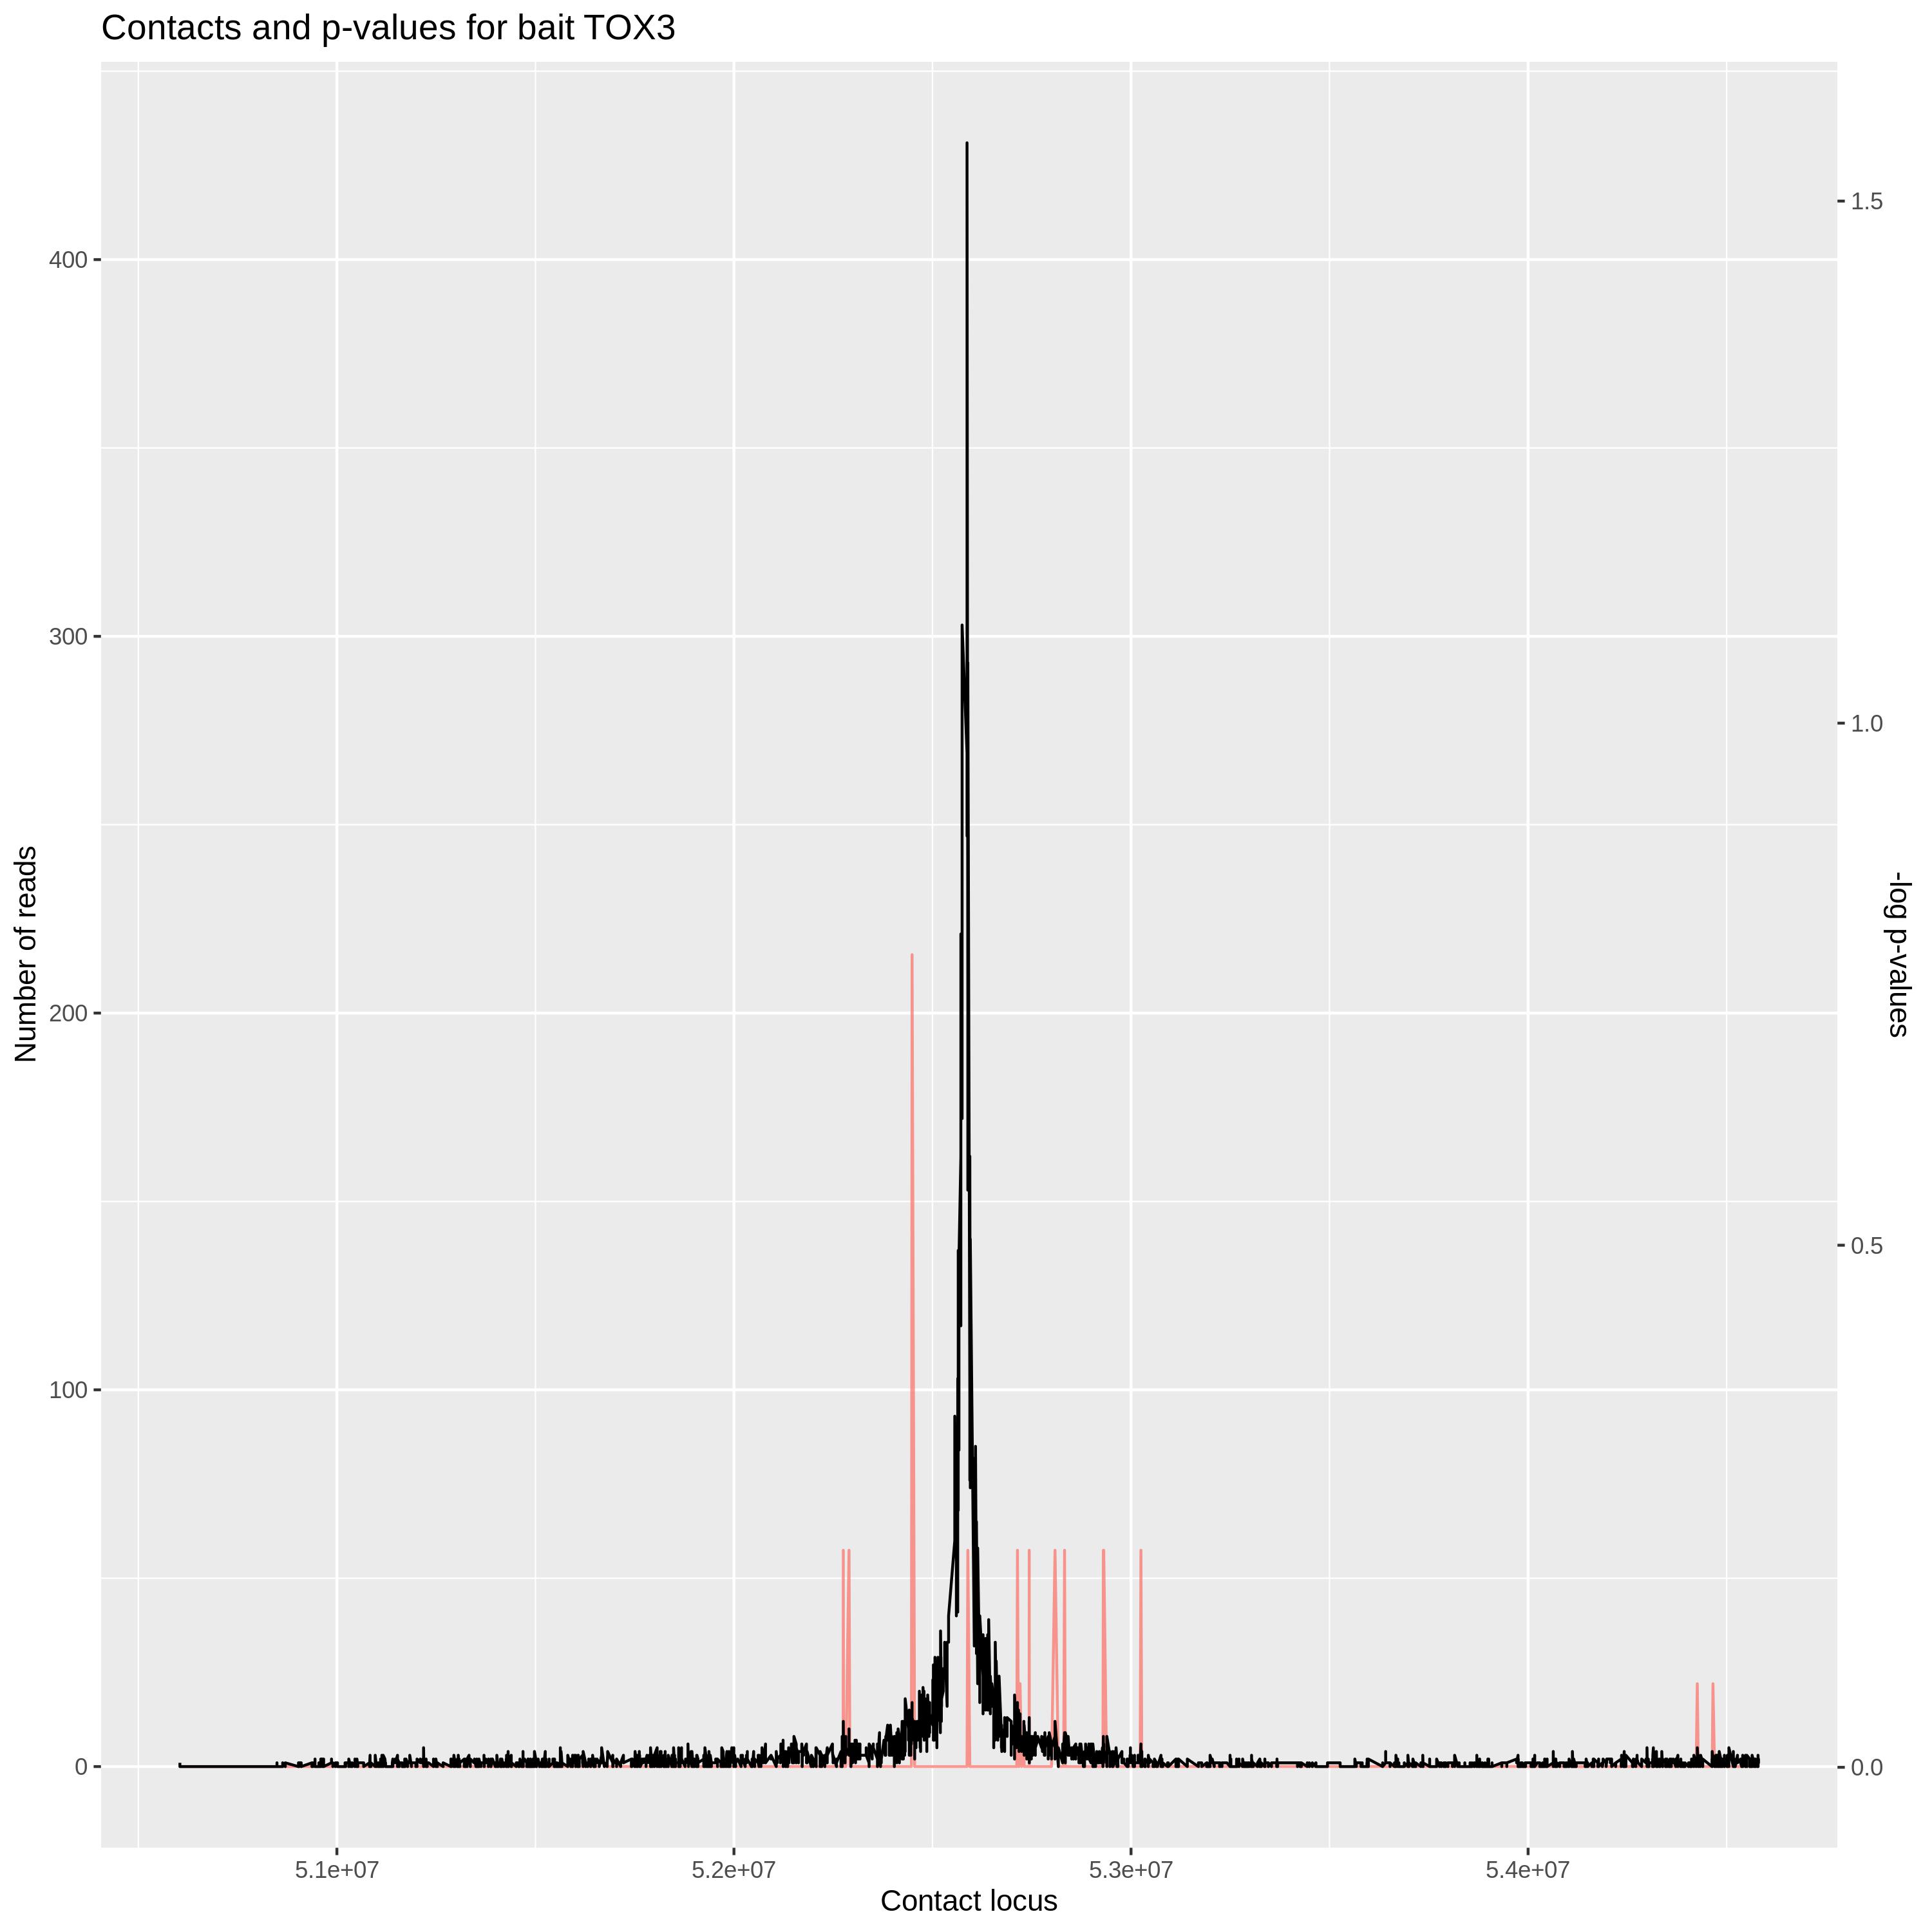 Contacts and p-values for bait TOX3
400
300
200
100
0
Number of reads
1.5
1.0
0.5
0.0
-log p-values
5.1e+07 5.2e+07 5.3e+07 5.4e+07
Contact locus